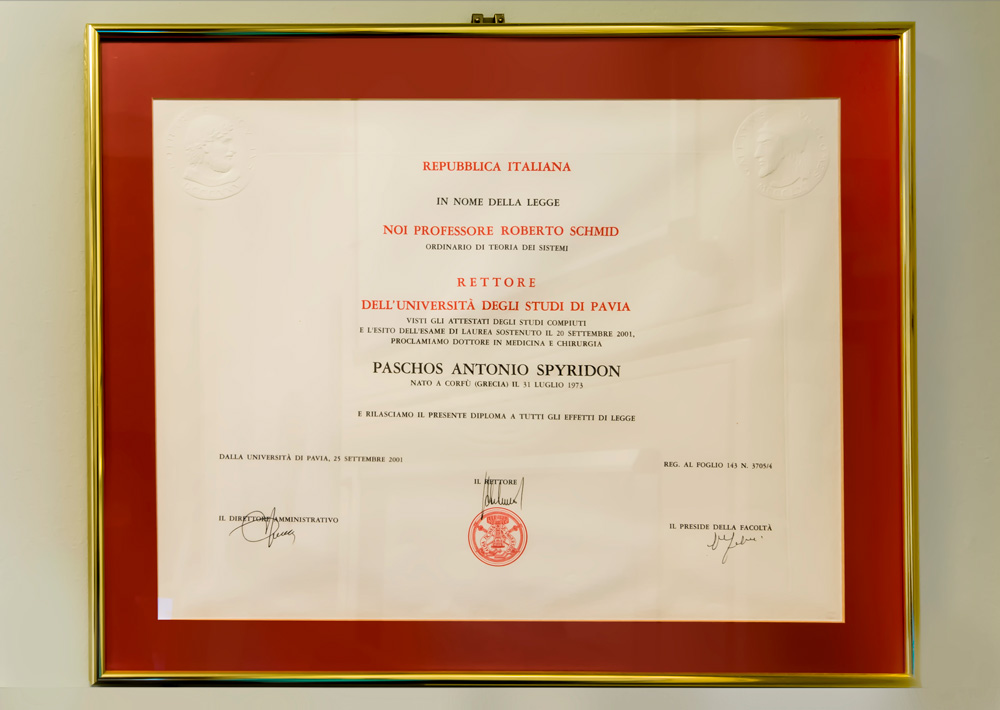 REPUBBLICA ITALIANA
IN NOME DELLA LEGGE
NOI PROFESSORE ROBERTO SCHMID
ORDINARIO DI TEORIA DEI SISTEMI
RETTORE
DELL'UNIVERSITÀ DEGLI STUDI DI PAVIA
VISTI GLI ATTESTATI DEGLI STUDI COMPIUTI
E L'ESITO DELL'ESAME DI LAUREA SOSTENUTO IL 20 SETTEMBRE 2001,
PROCLAMIAMO DOTTORE IN MEDICINA E CHIRURGIA
PASCHOS ANTONIO SPYRIDON
NATO A CORFÙ (GRECIA) IL 31 LUGLIO 1973
E RILASCIAMO IL PRESENTE DIPLOMA A TUTTI GLI EFFETTI DI LEGGE
DALLA UNIVERSITÀ DI PAVIA, 25 SETTEMBRE 2001
REG. AL FOGLIO 143 N. 3705/4
IL RETTORE
IL DIRETTORE AMMINISTRATIVO
IL PRESIDE DELLA FACOLTÀ